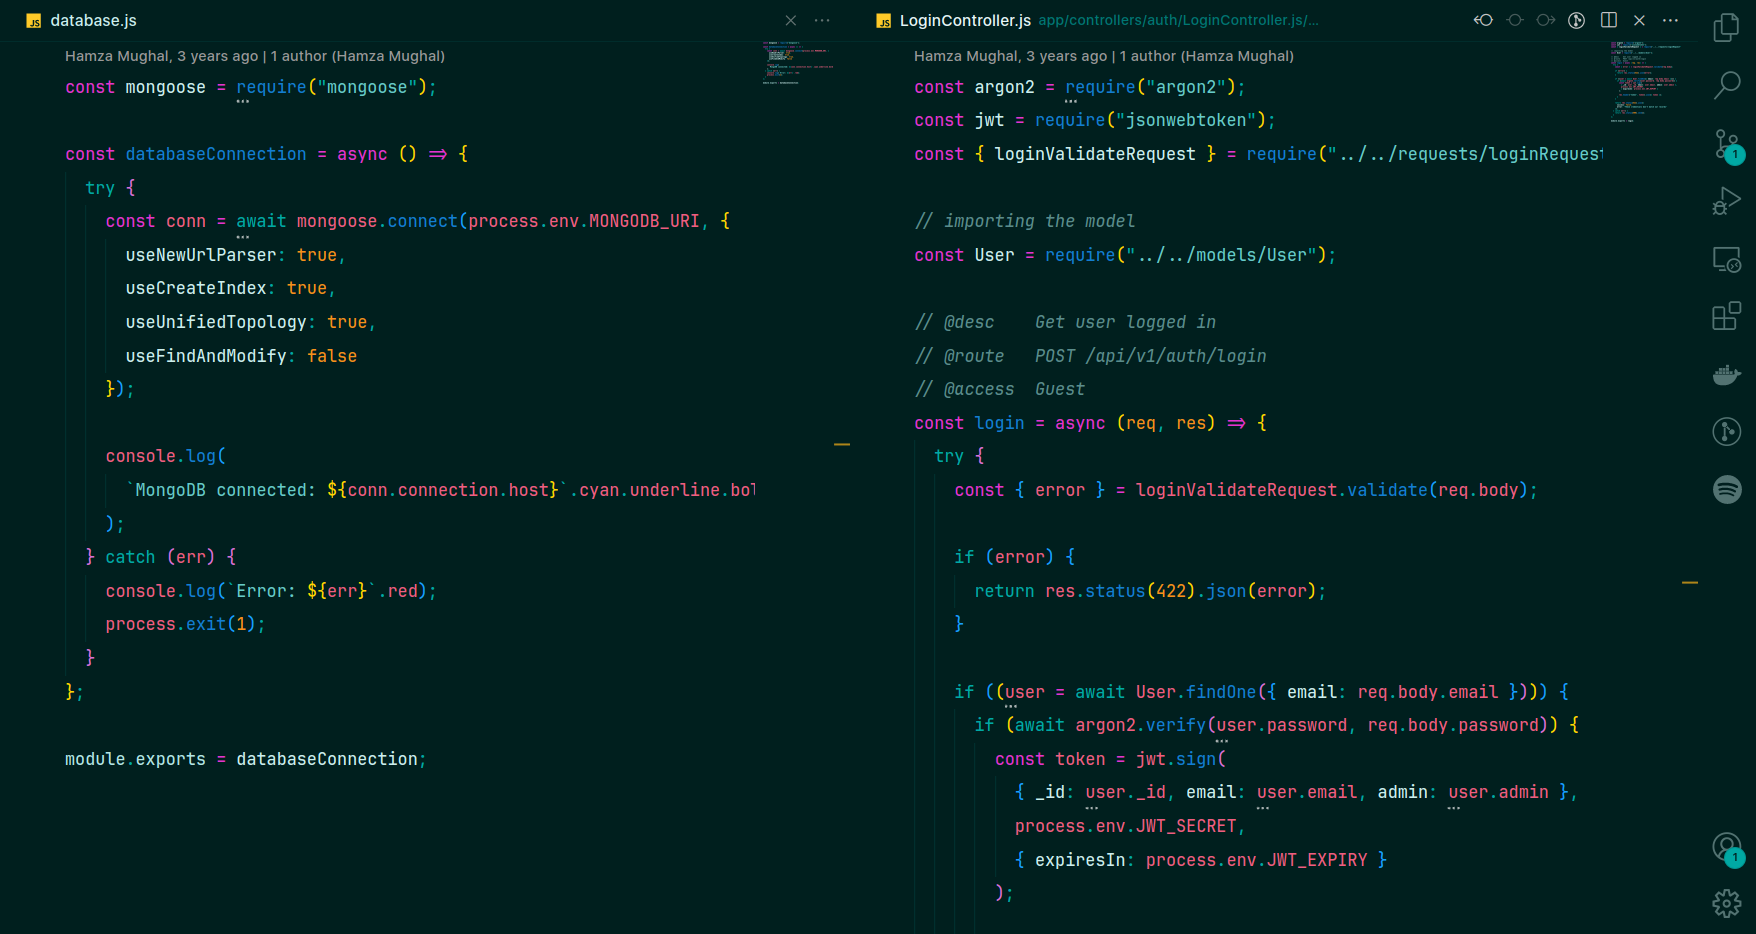 JS database.js
Hamza Mughal, 3 years ago | 1 author (Hamza Mughal)
const mongoose = require("mongoose");
const databaseConnection = async () => {
try {
const conn = await mongoose.connect(process.env.MONGODB_URI, {
useNewUrlParser: true,
useCreateIndex: true,
useUnifiedTopology: true,
useFindAndModify: false
});
console.log(
`MongoDB connected: ${conn.connection.host}`.cyan.underline.bol
);
} catch (err) {
console.log(`Error: ${err}`.red);
process.exit(1);
}
};
module.exports = databaseConnection;
JS LoginController.js app/controllers/auth/LoginController.js/...
Hamza Mughal, 3 years ago | 1 author (Hamza Mughal)
const argon2 = require("argon2");
const jwt = require("jsonwebtoken");
const { loginValidateRequest } = require("../../requests/loginRequest
// importing the model
const User = require("../../models/User");
// @desc Get user logged in
// @route POST /api/v1/auth/login
// @access Guest
const login = async (req, res) => {
try {
const { error } = loginValidateRequest.validate(req.body);
if (error) {
return res.status(422).json(error);
}
if ((user = await User.findOne({ email: req.body.email }))) {
if (await argon2.verify(user.password, req.body.password)) {
const token = jwt.sign(
{ _id: user._id, email: user.email, admin: user.admin },
process.env.JWT_SECRET,
{ expiresIn: process.env.JWT_EXPIRY }
);
1
1